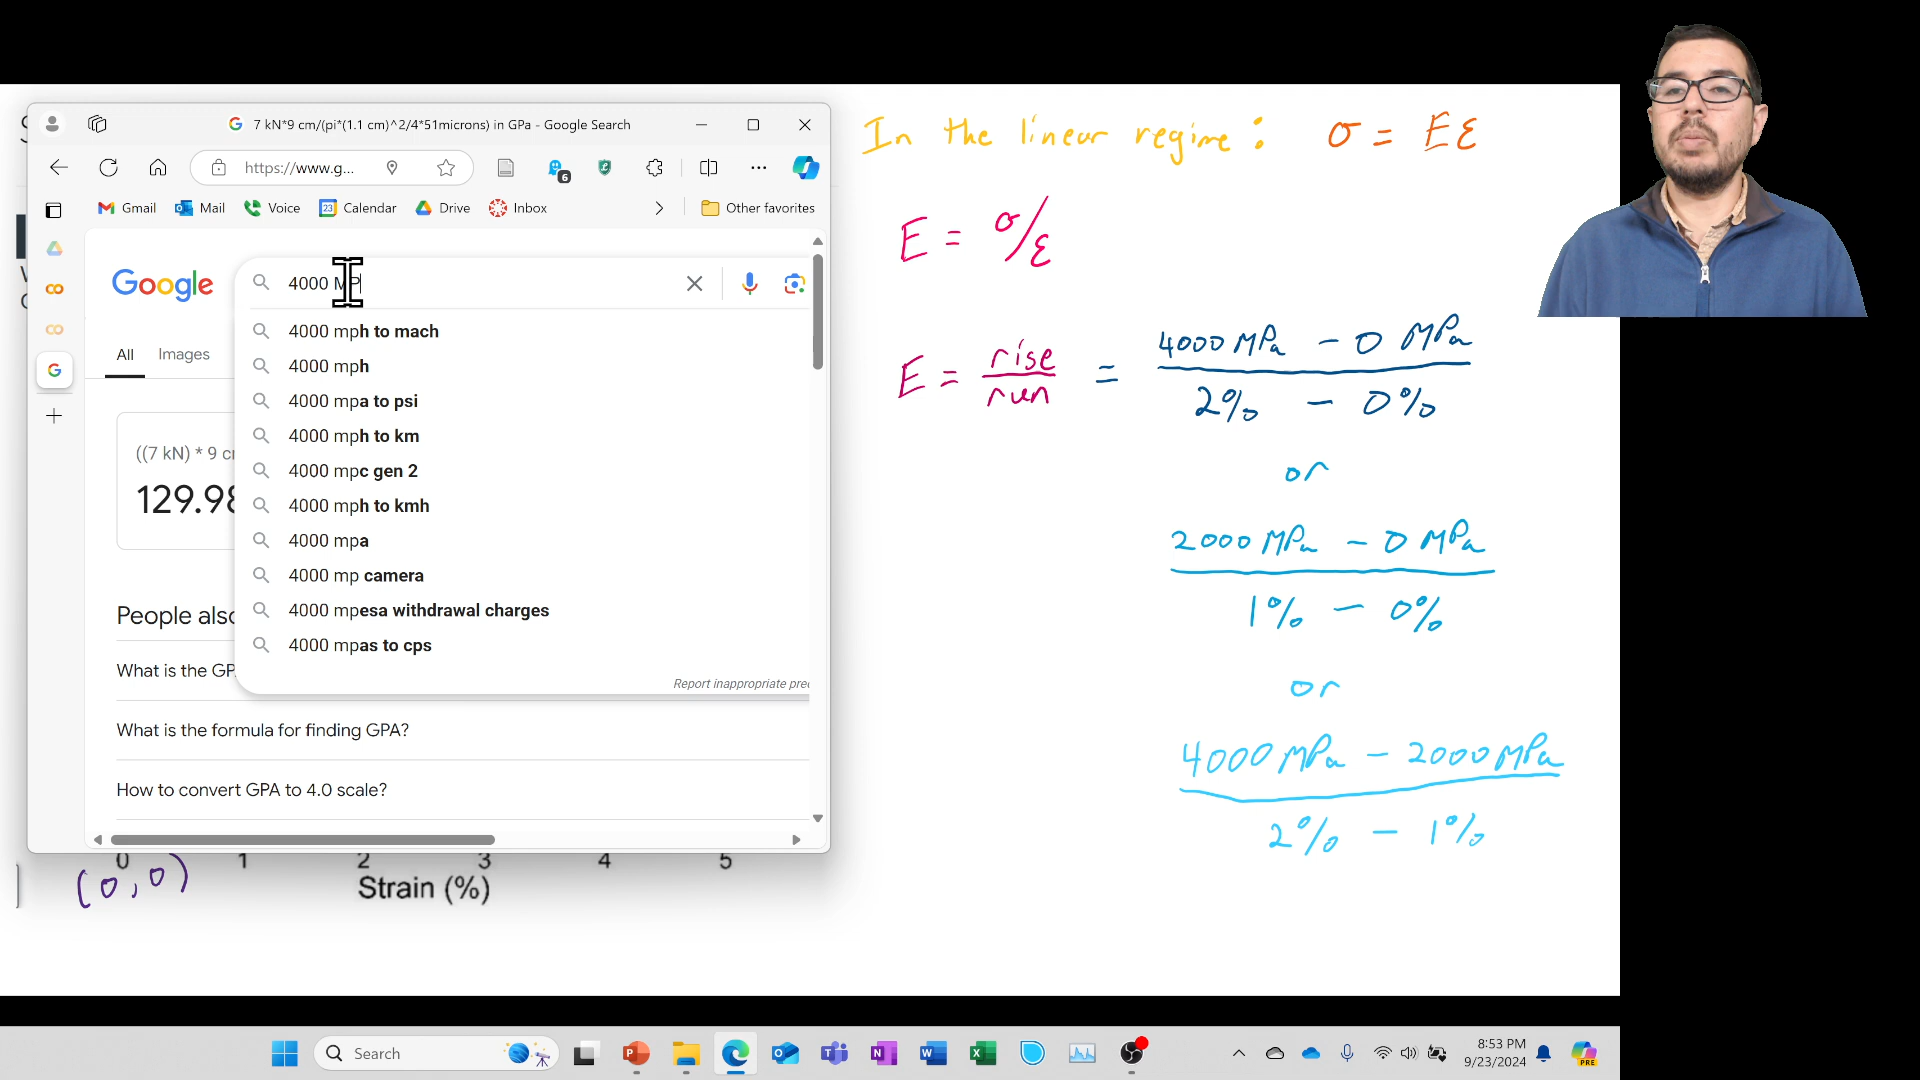 7 kN*9 cm/(pi*(1.1 cm)^2/4*51microns) in GPa - Google Search
https://www.g...
6
Gmail
Mail
Voice
23
Calendar
Drive
Inbox
Other favorites
Google
4000 MP
4000 mph to mach
4000 mph
4000 mpa to psi
4000 mph to km
4000 mpc gen 2
4000 mph to kmh
4000 mpa
4000 mp camera
4000 mpesa withdrawal charges
4000 mpas to cps
Report inappropriate pre
All
Images
((7 kN) * 9 c
129.98
People also
What is the GP
What is the formula for finding GPA?
How to convert GPA to 4.0 scale?
0 1 2 3 4 5
(0,0)
Strain (%)
In the linear regime: σ = Eε
E = σ/ε
E = rise/run = 4000 MPa - 0 MPa
2% - 0%
or
2000 MPa - 0 MPa
1% - 0%
or
4000 MPa - 2000 MPa
2% - 1%
Search
8:53 PM
9/23/2024
PRE